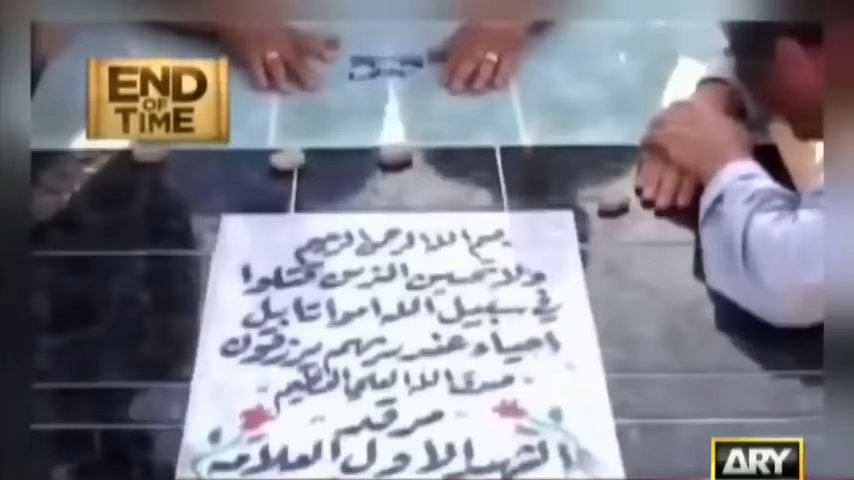 END
OF
TIME
بسم الله الرحمن الرحيم
ولا تحسبن الذين قتلوا
في سبيل الله امواتا بل
احياء عند ربهم يرزقون
صدق الله العلي العظيم
مرقد
الشهيد الاول العلامه
ARY